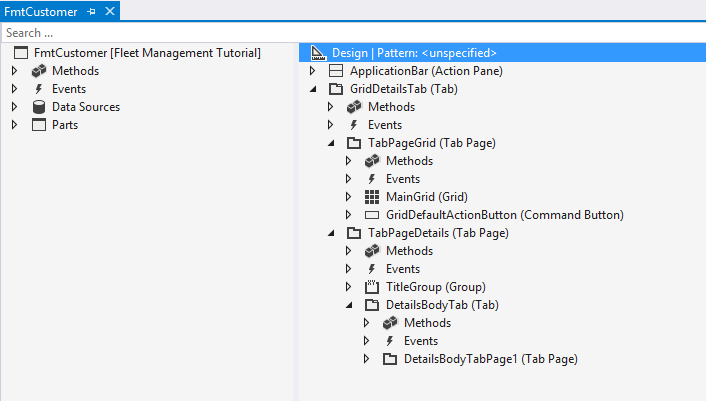 FmtCustomer
Search ...
FmtCustomer [Fleet Management Tutorial]
Methods
Events
Data Sources
Parts
Design | Pattern: <unspecified>
ApplicationBar (Action Pane)
GridDetailsTab (Tab)
Methods
Events
TabPageGrid (Tab Page)
Methods
Events
MainGrid (Grid)
GridDefaultActionButton (Command Button)
TabPageDetails (Tab Page)
Methods
Events
TitleGroup (Group)
DetailsBodyTab (Tab)
Methods
Events
DetailsBodyTabPage1 (Tab Page)